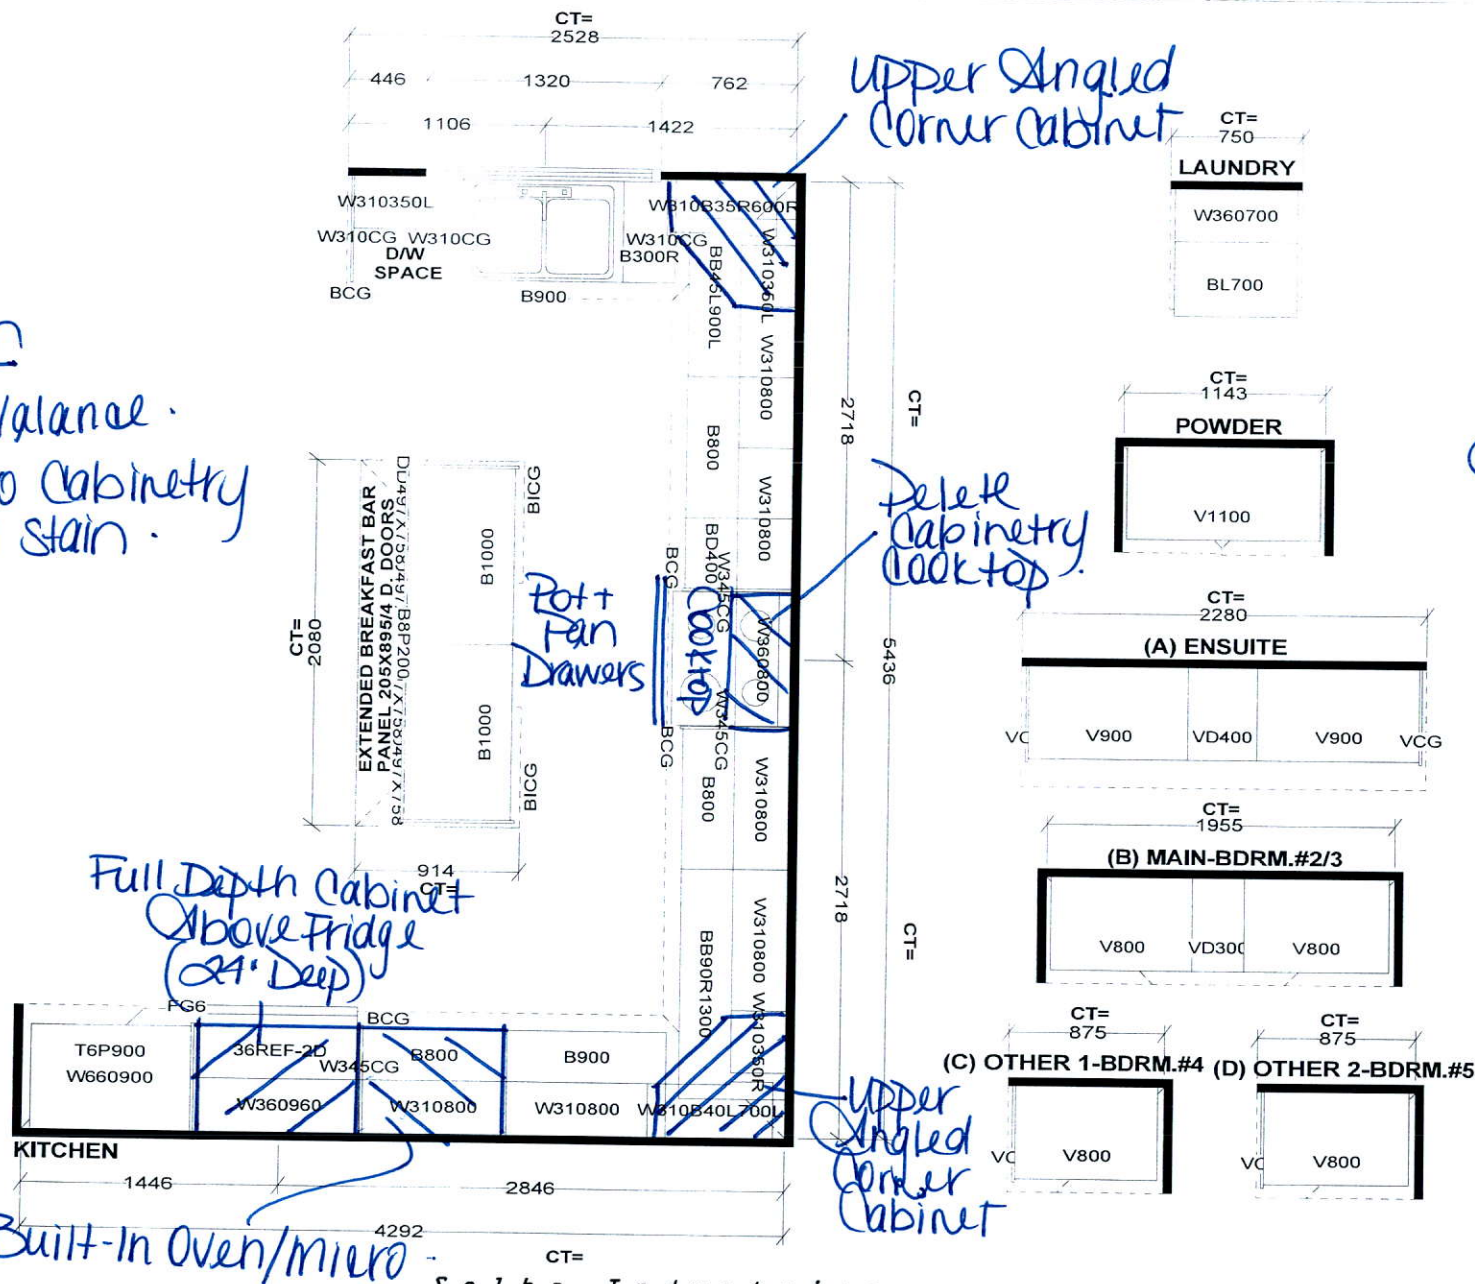 CT=
2528
446 1320 762
1106 1422
Upper Angled
Corner Cabinet
W310350L
W310CG W310CG
D/W
SPACE
BCG
B900
W310B35R600R
W310CG
B300R
BB45L900L
W310350L
W310800
B800
W310800
BD400
W345CG
BCG
Cooktop
W360800
W345CG
BCG
B800
W310800
BB90R1300
W310800
W310350R
2718
CT=
5436
2718
CT=
Valance.
Cabinetry
Stain.
CT=
2080
EXTENDED BREAKFAST BAR
PANEL 205X895/4 D. DOORS
B1000
B1000
BICG
BICG
914
CT=
Pot +
Pan
Drawers
Delete
Cabinetry
Cooktop.
Full Depth Cabinet
Above Fridge
(24" Deep)
FG6
BCG
T6P900
W660900
36REF-2D
W345CG
W360960
B800
W310800
B900
W310800
W310B40L700L
Upper
Angled
Corner
Cabinet
KITCHEN
1446 2846
4292
CT=
Built-In Oven/Micro
CT=
750
LAUNDRY
W360700
BL700
CT=
1143
POWDER
V1100
CT=
2280
(A) ENSUITE
V900 VD400 V900 VCG
CT=
1955
(B) MAIN-BDRM.#2/3
V800 VD300 V800
CT=
875
(C) OTHER 1-BDRM.#4
V800
CT=
875
(D) OTHER 2-BDRM.#5
V800